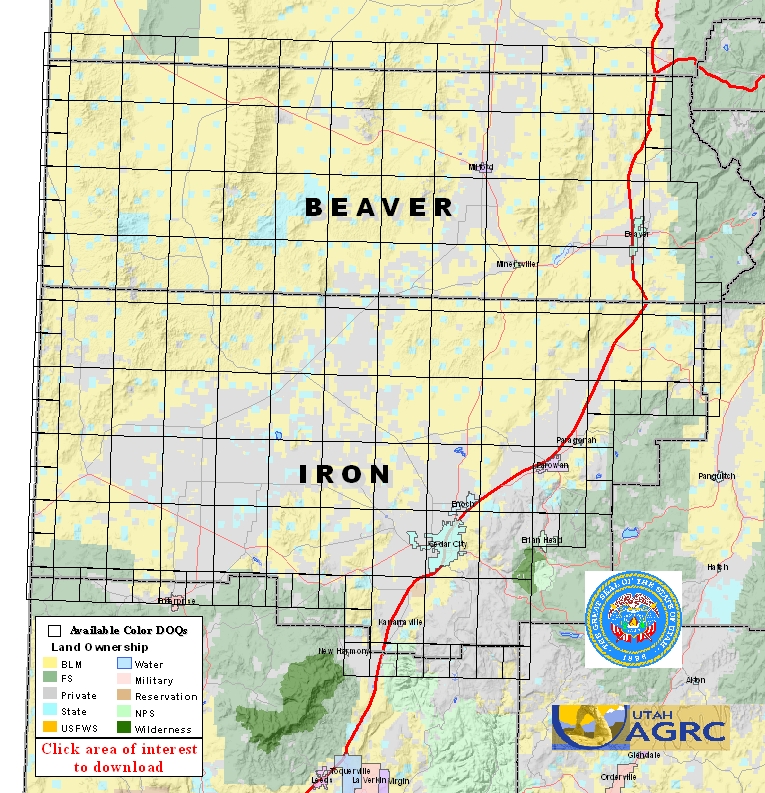 Milford
BEAVER
Beaver
Minersville
Paragonah
IRON
Parowan
Panguitch
Enoch
Cedar City
Brian Head
Hatch
Enterprise
THE GREAT SEAL OF THE STATE OF UTAH
1896
Kanarraville
Available Color DOQs
Land Ownership
New Harmony
BLM
Water
FS
Military
Private
Reservation
State
NPS
USFWS
Wilderness
Alton
UTAH
AGRC
Click area of interest
to download
Glendale
Toquerville
Leeds
La Verkin
Virgin
Orderville